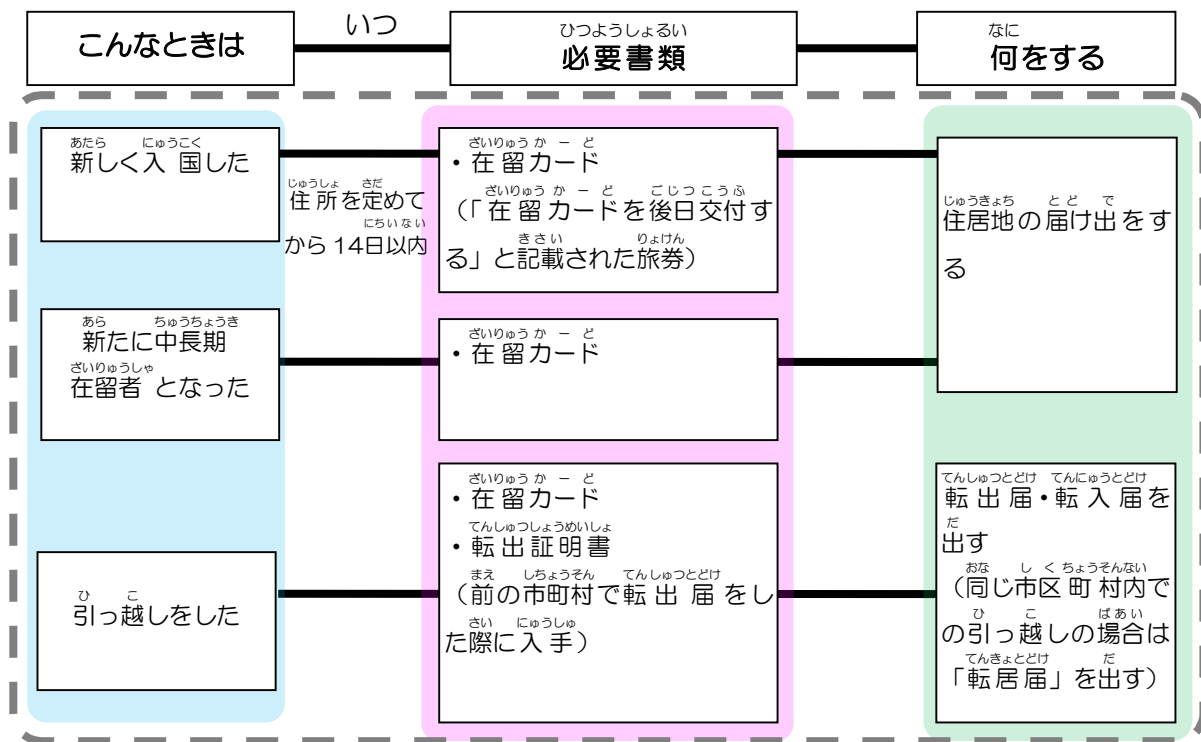 こんなときは
いつ
ひつようしょるい
必要書類
なに
何をする
あたら にゅうこく
新しく入国した
じゅうしょ さだ
住所を定めて
にちいない
から14日以内
ざいりゅうかーど
・在留カード
ざいりゅうかーど ごじつこうふ
（「在留カードを後日交付す
きさい りょけん
る」と記載された旅券）
じゅうきょち とど で
住居地の届け出をす
る
あら ちゅうちょうき
新たに中長期
ざいりゅうしゃ
在留者となった
ざいりゅうかーど
・在留カード
ひ こ
引っ越しをした
ざいりゅうかーど
・在留カード
てんしゅつしょうめいしょ
・転出証明書
まえ しちょうそん てんしゅつとどけ
（前の市町村で転出届をし
さい にゅうしゅ
た際に入手）
てんしゅつとどけ てんにゅうとどけ
転出届・転入届を
だ
出す
おな しくちょうそんない
（同じ市区町村内で
ひ こ ばあい
の引っ越しの場合は
てんきょとどけ だ
「転居届」を出す）